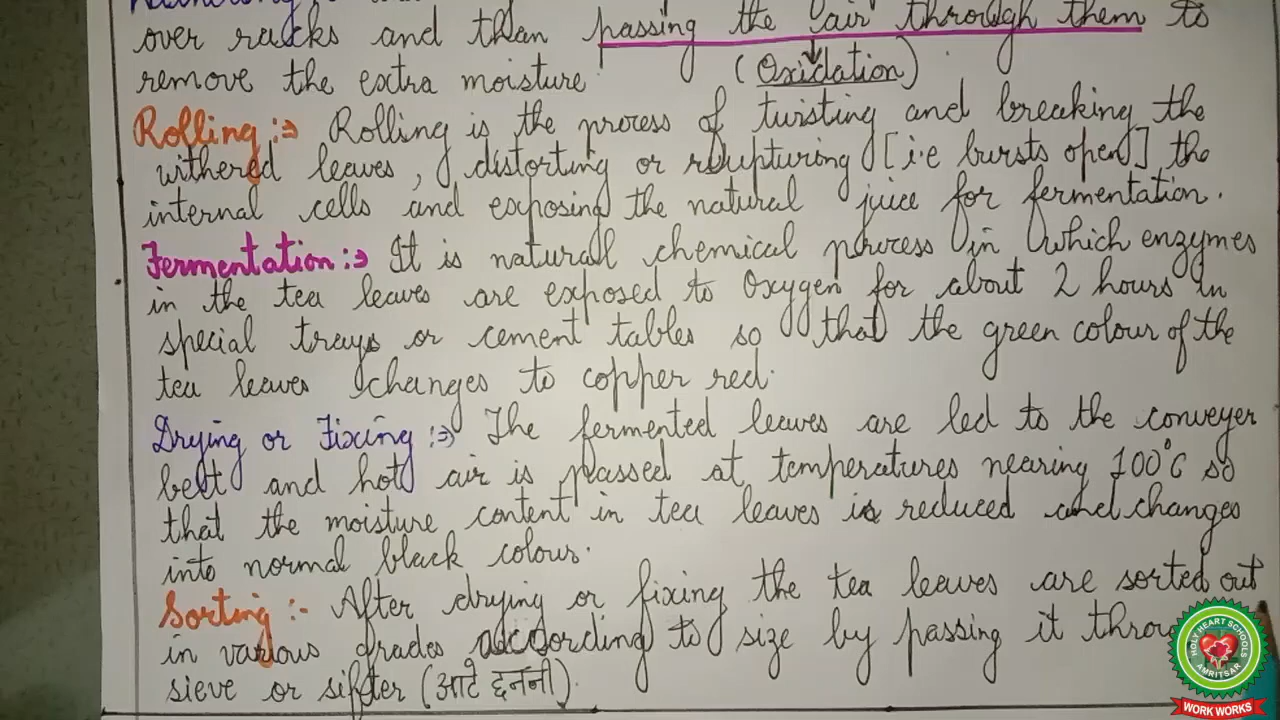 over racks and then passing the air through them to
(Oxidation)
remove the extra moisture
Rolling :⇒ Rolling is the process of twisting and breaking the
withered leaves, distorting or rupturing [i.e bursts open] the
internal cells and exposing the natural juice for fermentation.
Fermentation :⇒ It is natural chemical process in which enzymes
in the tea leaves are exposed to Oxygen for about 2 hours in
special trays or cement tables so that the green colour of the
tea leaves changes to copper red.
Drying or Fixing :⇒ The fermented leaves are led to the conveyer
belt and hot air is passed at temperatures nearing 100°C so
that the moisture content in tea leaves is reduced and changes
into normal black colour.
Sorting :- After drying or fixing the tea leaves are sorted out
in various grades according to size by passing it throu
sieve or sifter (आटे छननी).
HOLY HEART SCHOOLS
AMRITSAR
WORK WORKS